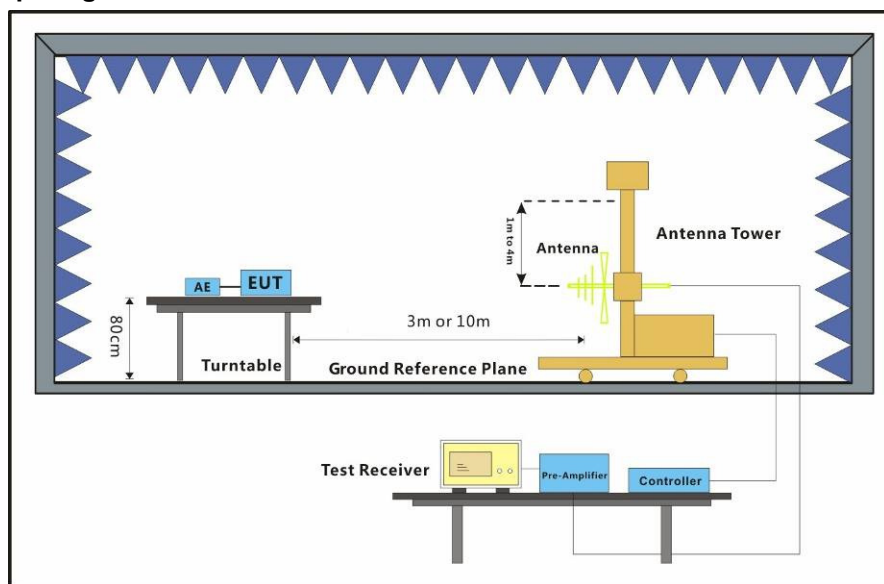 1m to 4m
Antenna
Antenna Tower
AE
EUT
80cm
3m or 10m
Turntable
Ground Reference Plane
Test Receiver
Pre-Amplifier
Controller